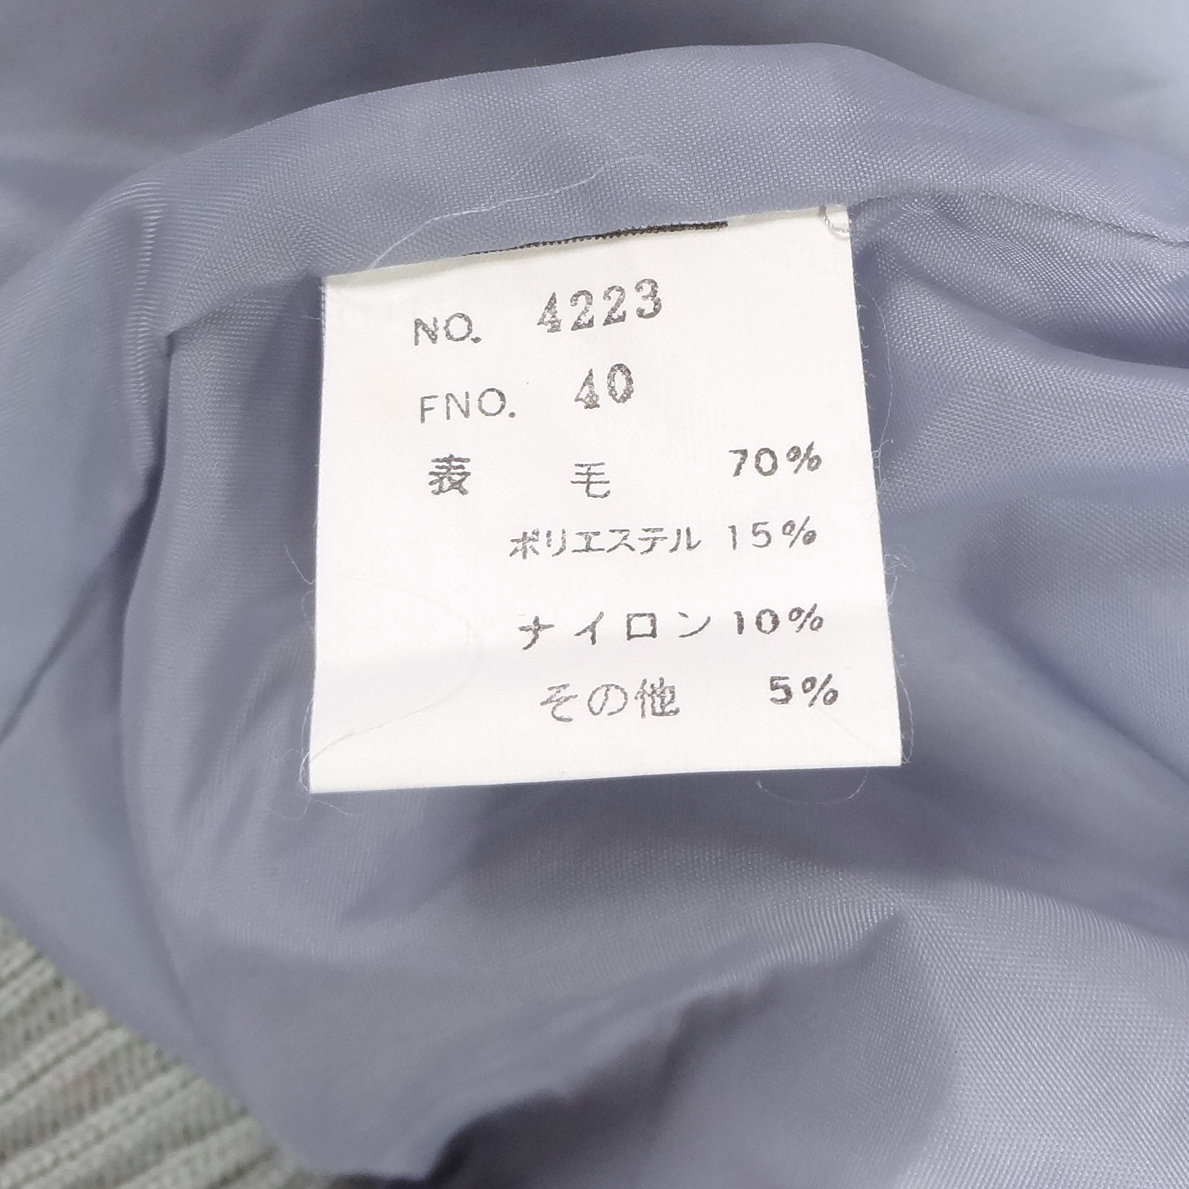 NO. 4223
FNO. 40
表 毛 70%
ポリエステル 15%
ナイロン 10%
その他 5%